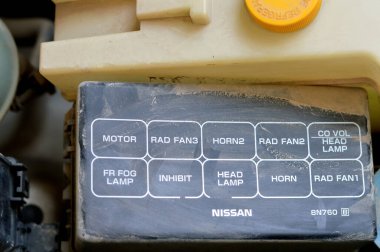 MOTOR RAD FAN3 HORN2 RAD FAN2 CO VOL HEAD LAMP
FR FOG LAMP INHIBIT HEAD LAMP HORN RAD FAN1
NISSAN BN760